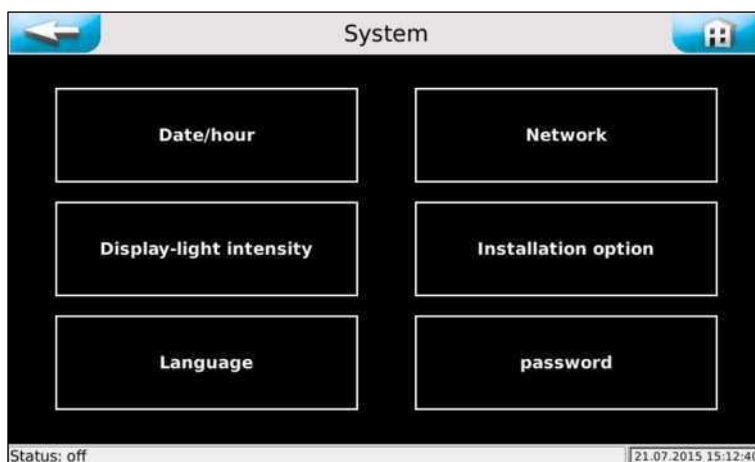 System
Date/hour
Network
Display-light intensity
Installation option
Language
password
Status: off
21.07.2015 15:12:40